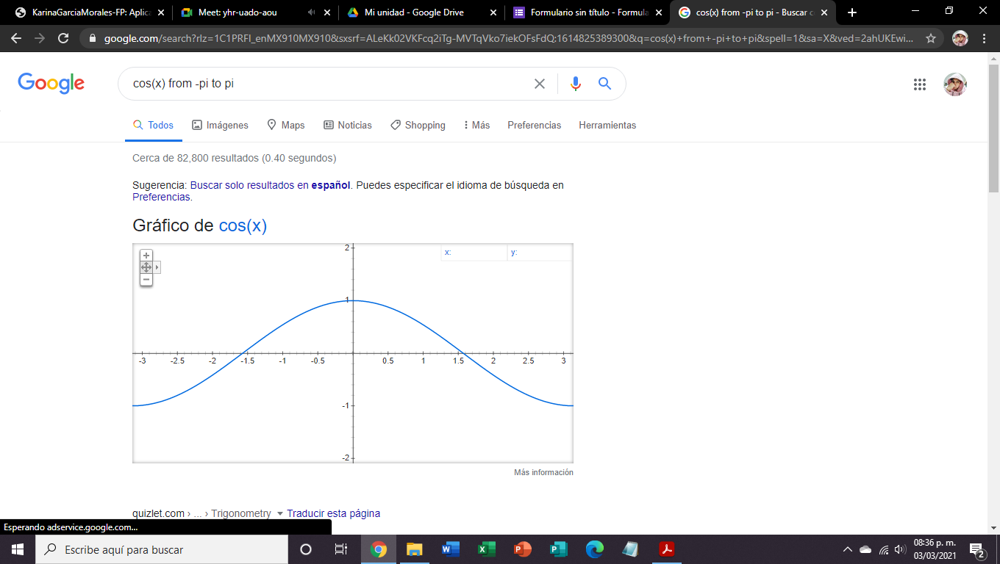 KarinaGarciaMorales-FP: Aplica
Meet: yhr-uado-aou
Mi unidad - Google Drive
Formulario sin título - Formula
cos(x) from -pi to pi - Buscar c
google.com/search?rlz=1C1PRFI_enMX910MX910&sxsrf=ALeKk02VKFcq2iTg-MVTqVko7iekOFsFdQ:1614825389300&q=cos(x)+from+-pi+to+pi&spell=1&sa=X&ved=2ahUKEwi...
Google
cos(x) from -pi to pi
Todos
Imágenes
Maps
Noticias
Shopping
Más
Preferencias
Herramientas
Cerca de 82,800 resultados (0.40 segundos)
Sugerencia: Buscar solo resultados en español. Puedes especificar el idioma de búsqueda en
Preferencias.
Gráfico de cos(x)
x:
y:
2
1
-3 -2.5 -2 -1.5 -1 -0.5 0.5 1 1.5 2 2.5 3
-1
-2
Más información
quizlet.com › ... › Trigonometry
Traducir esta página
Esperando adservice.google.com...
Escribe aquí para buscar
08:36 p. m.
03/03/2021
2